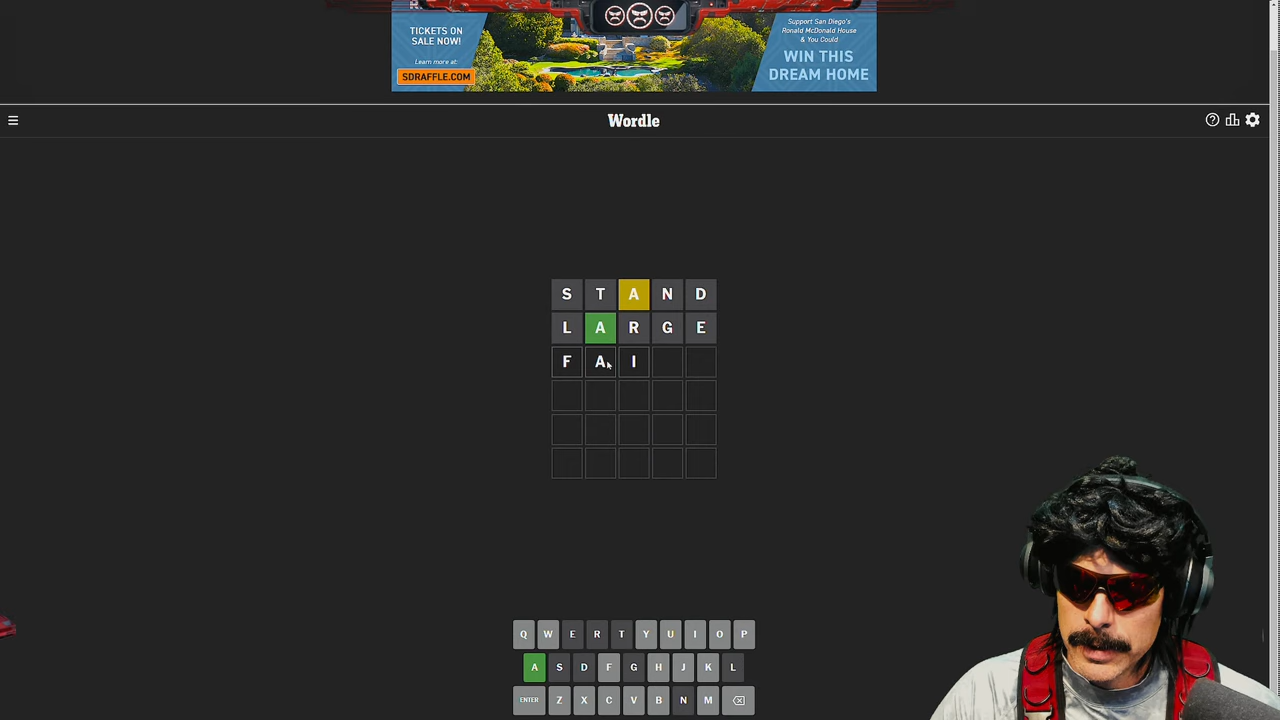 TICKETS ON
SALE NOW!
Learn more at:
SDRAFFLE.COM
Support San Diego's
Ronald McDonald House
& You Could
WIN THIS
DREAM HOME
Wordle
S T A N D
L A R G E
F A I
Q W E R T Y U I O P
A S D F G H J K L
ENTER Z X C V B N M